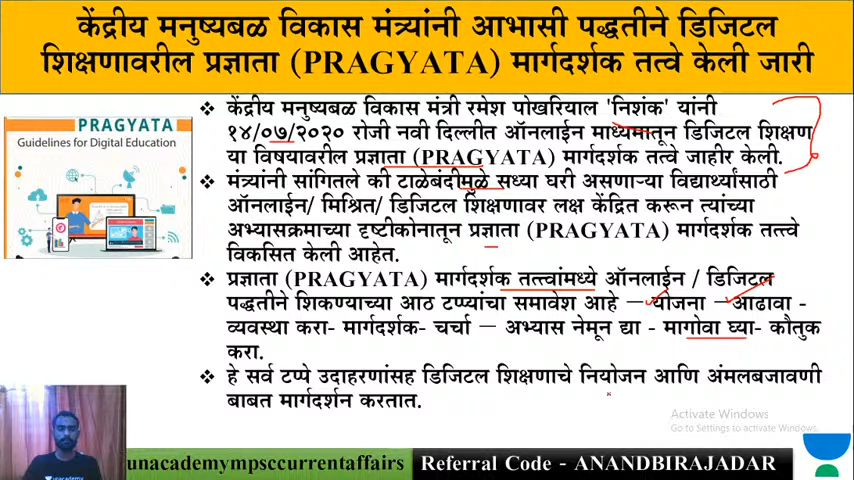 केंद्रीय मनुष्यबळ विकास मंत्र्यांनी आभासी पद्धतीने डिजिटल
शिक्षणावरील प्रज्ञाता (PRAGYATA) मार्गदर्शक तत्वे केली जारी
PRAGYATA
Guidelines for Digital Education
❖ केंद्रीय मनुष्यबळ विकास मंत्री रमेश पोखरियाल 'निशंक' यांनी
१४/०७/२०२० रोजी नवी दिल्लीत ऑनलाईन माध्यमातून डिजिटल शिक्षण
या विषयावरील प्रज्ञाता (PRAGYATA) मार्गदर्शक तत्वे जाहीर केली.
❖ मंत्र्यांनी सांगितले की टाळेबंदीमुळे सध्या घरी असणाऱ्या विद्यार्थ्यांसाठी
ऑनलाईन/ मिश्रित/ डिजिटल शिक्षणावर लक्ष केंद्रित करून त्यांच्या
अभ्यासक्रमाच्या दृष्टीकोनातून प्रज्ञाता (PRAGYATA) मार्गदर्शक तत्त्वे
विकसित केली आहेत.
❖ प्रज्ञाता (PRAGYATA) मार्गदर्शक तत्त्वांमध्ये ऑनलाईन / डिजिटल
पद्धतीने शिकण्याच्या आठ टप्प्यांचा समावेश आहे – योजना – आढावा -
व्यवस्था करा- मार्गदर्शक- चर्चा – अभ्यास नेमून द्या - मागोवा घ्या- कौतुक
करा.
❖ हे सर्व टप्पे उदाहरणांसह डिजिटल शिक्षणाचे नियोजन आणि अंमलबजावणी
बाबत मार्गदर्शन करतात.
Activate Windows
Go to Settings to activate Windows.
unacademy
unacademympsccurrentaffairs
Referral Code - ANANDBIRAJADAR